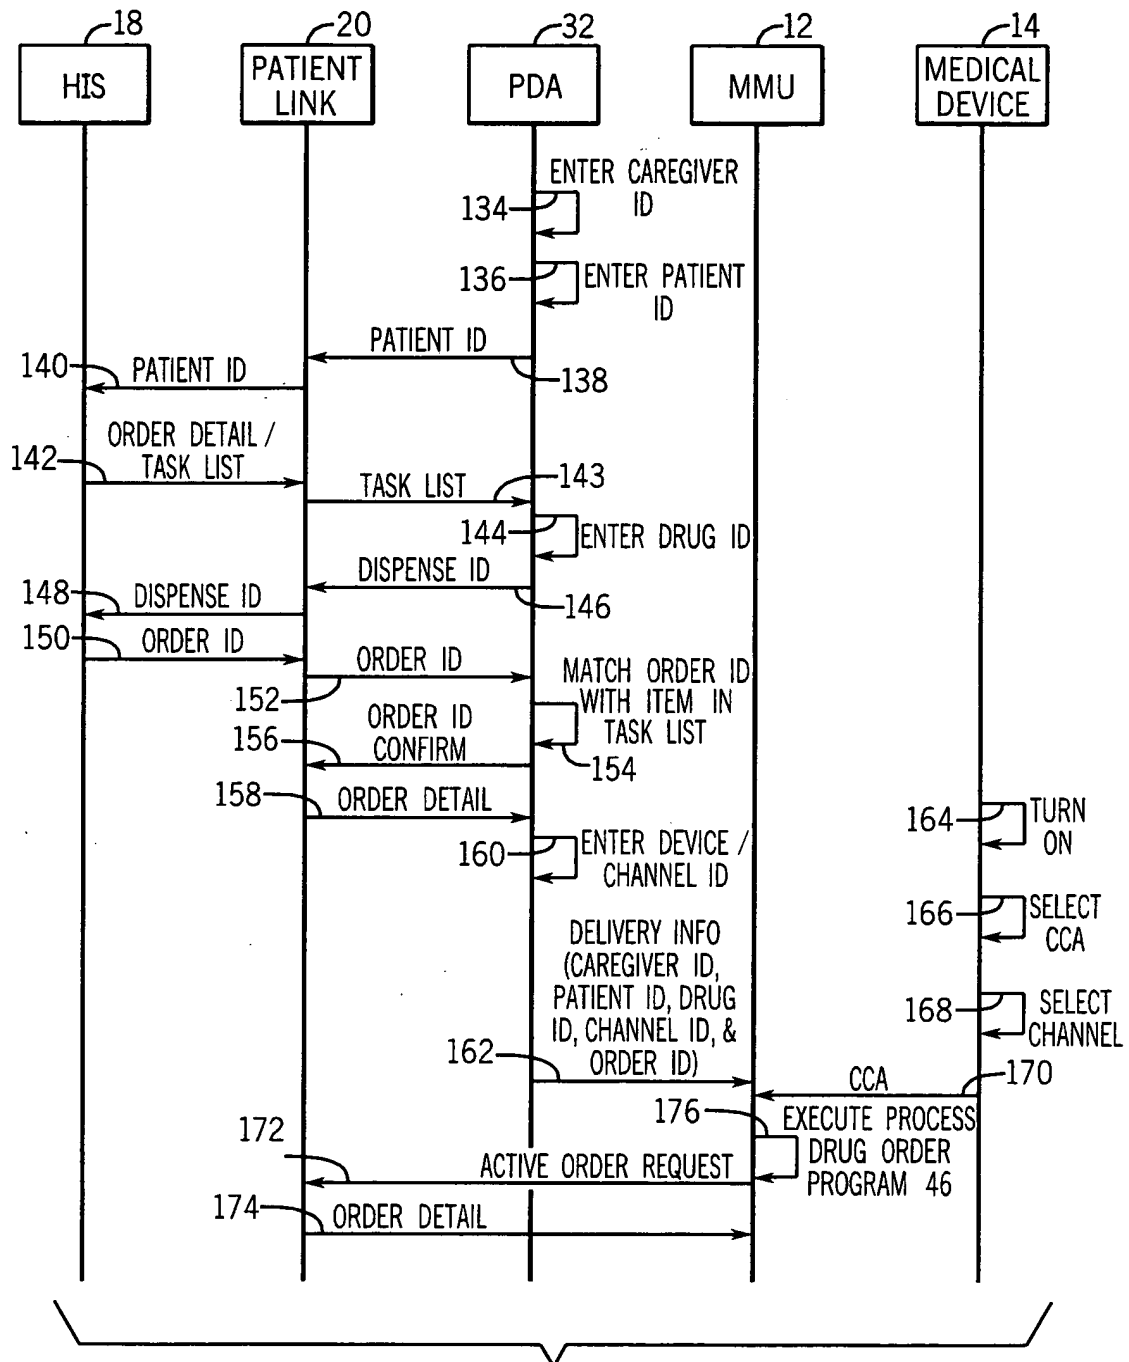 18
20
32
12
14
HIS
PATIENT
LINK
PDA
MMU
MEDICAL
DEVICE
ENTER CAREGIVER
ID
134
136
ENTER PATIENT
ID
PATIENT ID
138
140
PATIENT ID
ORDER DETAIL /
TASK LIST
142
TASK LIST
143
144
ENTER DRUG ID
DISPENSE ID
146
148
DISPENSE ID
150
ORDER ID
ORDER ID
152
MATCH ORDER ID
WITH ITEM IN
TASK LIST
154
ORDER ID
CONFIRM
156
158
ORDER DETAIL
160
ENTER DEVICE /
CHANNEL ID
164
TURN
ON
166
SELECT
CCA
168
SELECT
CHANNEL
DELIVERY INFO
(CAREGIVER ID,
PATIENT ID, DRUG
ID, CHANNEL ID, &
ORDER ID)
162
CCA
170
176
EXECUTE PROCESS
DRUG ORDER
PROGRAM 46
172
ACTIVE ORDER REQUEST
174
ORDER DETAIL